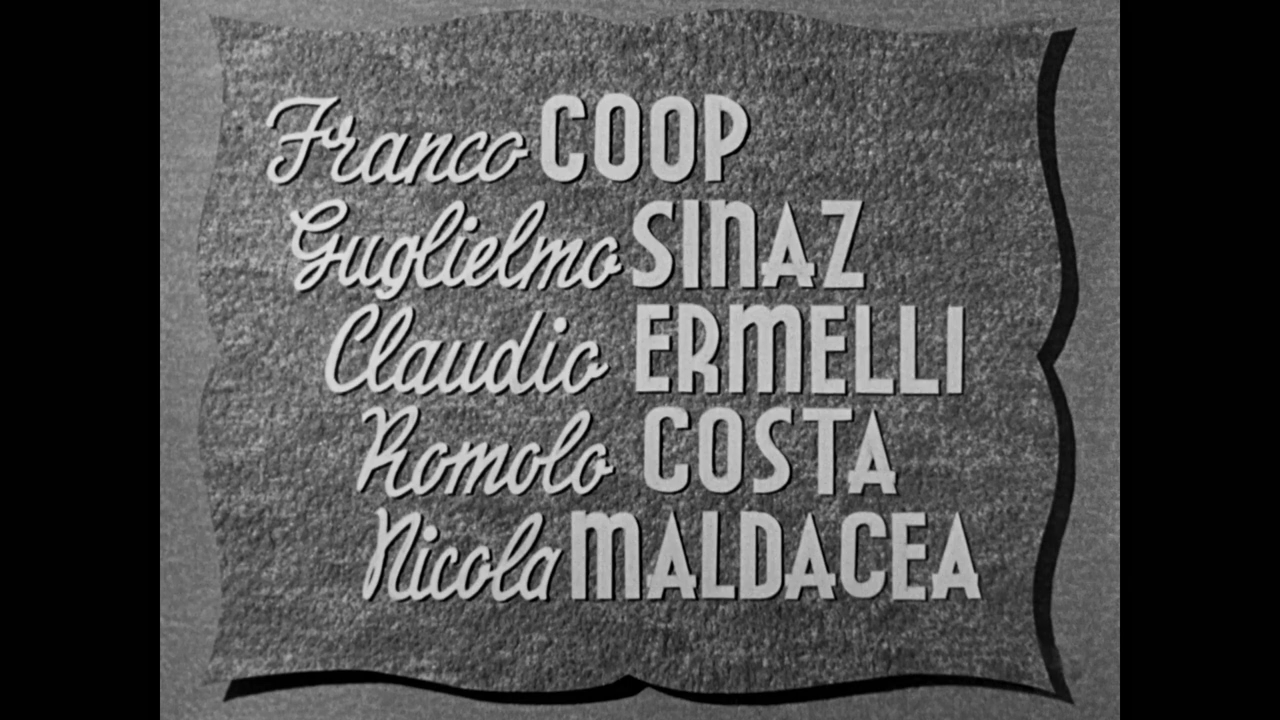 Franco COOP
Guglielmo SINAZ
Claudio ERMELLI
Romolo COSTA
Nicola MALDACEA